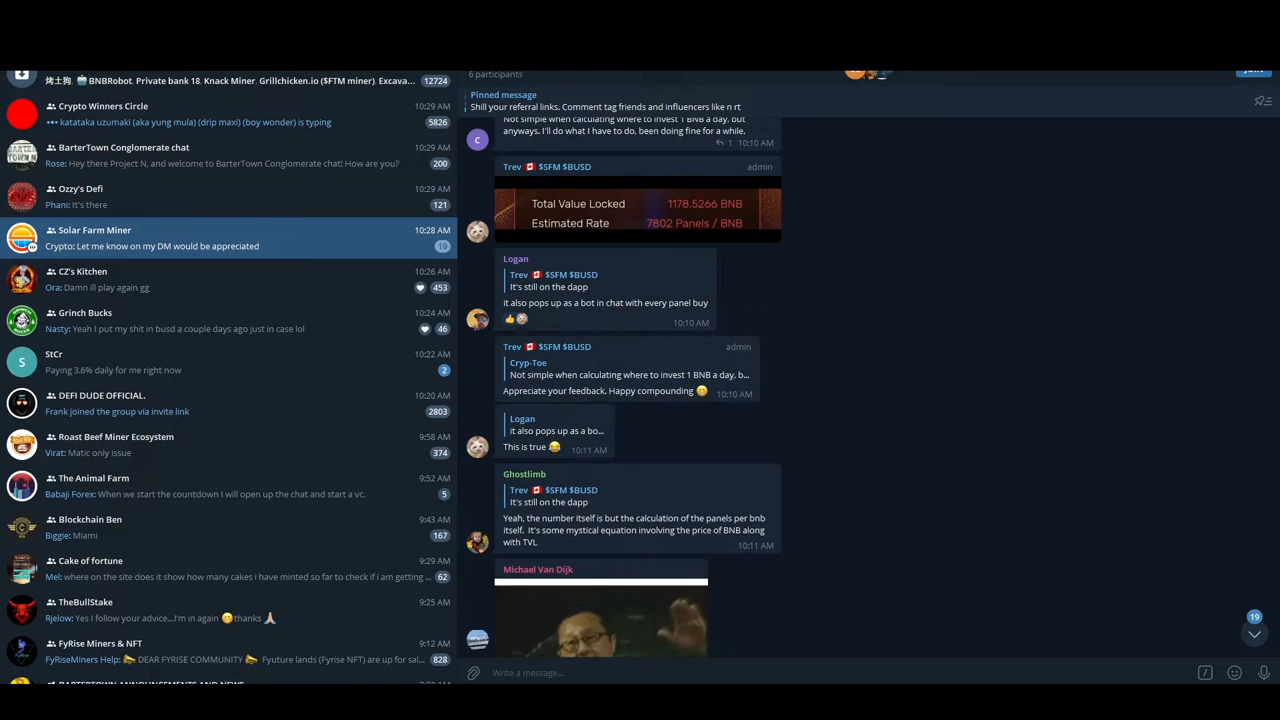 烤土狗. BNBRobot. Private bank 18. Knack Miner. Grillchicken.io ($FTM miner). Excava... 12724
Crypto Winners Circle 10:29 AM
katataka uzumaki (aka yung mula) (drip maxi) (boy wonder) is typing 5826
BarterTown Conglomerate chat 10:29 AM
Rose: Hey there Project N, and welcome to BarterTown Conglomerate chat! How are you? 200
Ozzy's Defi 10:29 AM
Phani: It's there 121
Solar Farm Miner 10:28 AM
Crypto: Let me know on my DM would be appreciated 19
CZ's Kitchen 10:26 AM
Ora: Damn ill play again gg 453
Grinch Bucks 10:24 AM
Nasty: Yeah I put my shit in busd a couple days ago just in case lol 46
S
StCr 10:22 AM
Paying 3.6% daily for me right now 2
DEFI DUDE OFFICIAL. 10:20 AM
Frank joined the group via invite link 2803
Roast Beef Miner Ecosystem 9:58 AM
Virat: Matic only issue 374
The Animal Farm 9:52 AM
Babaji Forex: When we start the countdown I will open up the chat and start a vc. 5
Blockchain Ben 9:43 AM
Biggie: Miami 167
Cake of fortune 9:29 AM
Mel: where on the site does it show how many cakes i have minted so far to check if i am getting ... 62
TheBullStake 9:25 AM
Rjelow: Yes I follow your advice...I'm in again 😁thanks 🙏
FyRise Miners & NFT 9:12 AM
FyRiseMiners Help: 📣 DEAR FYRISE COMMUNITY 📣 Fyuture lands (Fyrise NFT) are up for sal... 828
BARTERTOWN ANNOUNCEMENTS AND NEWS
6 participants
Pinned message
Shill your referral links. Comment tag friends and influencers like n rt
Not simple when calculating where to invest 1 BNB a day, but
anyways. I'll do what I have to do, been doing fine for a while.
1 10:10 AM
C
Trev 🇨🇦 $SFM $BUSD admin
Total Value Locked 1178.5266 BNB
Estimated Rate 7802 Panels / BNB
Logan
Trev 🇨🇦 $SFM $BUSD
It's still on the dapp
it also pops up as a bot in chat with every panel buy
👍 10:10 AM
Trev 🇨🇦 $SFM $BUSD admin
Cryp-Toe
Not simple when calculating where to invest 1 BNB a day, b...
Appreciate your feedback. Happy compounding 😁 10:10 AM
Logan
it also pops up as a bo...
This is true 😂 10:11 AM
Ghostlimb
Trev 🇨🇦 $SFM $BUSD
It's still on the dapp
Yeah, the number itself is but the calculation of the panels per bnb
itself. It's some mystical equation involving the price of BNB along
with TVL
10:11 AM
Michael Van Dijk
19
Write a message...